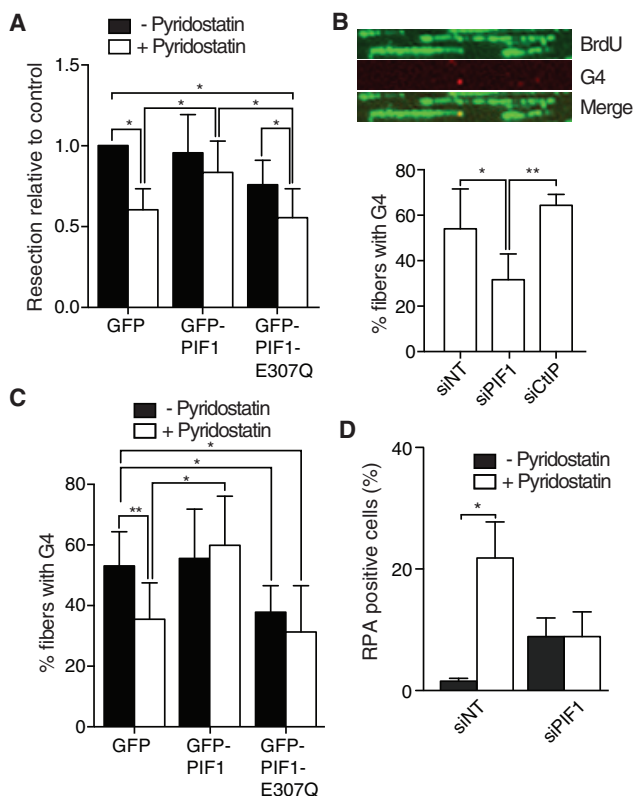 A
- Pyridostatin
+ Pyridostatin
Resection relative to control
1.5
1.0
0.5
0.0
*
*
*
*
*
GFP
GFP-
PIF1
GFP-
PIF1-
E307Q
B
BrdU
G4
Merge
% fibers with G4
80
60
40
20
0
*
**
siNT
siPIF1
siCtIP
C
- Pyridostatin
+ Pyridostatin
% fibers with G4
80
60
40
20
0
*
*
*
**
GFP
GFP-
PIF1
GFP-
PIF1-
E307Q
D
- Pyridostatin
+ Pyridostatin
RPA positive cells (%)
40
20
0
*
siNT
siPIF1